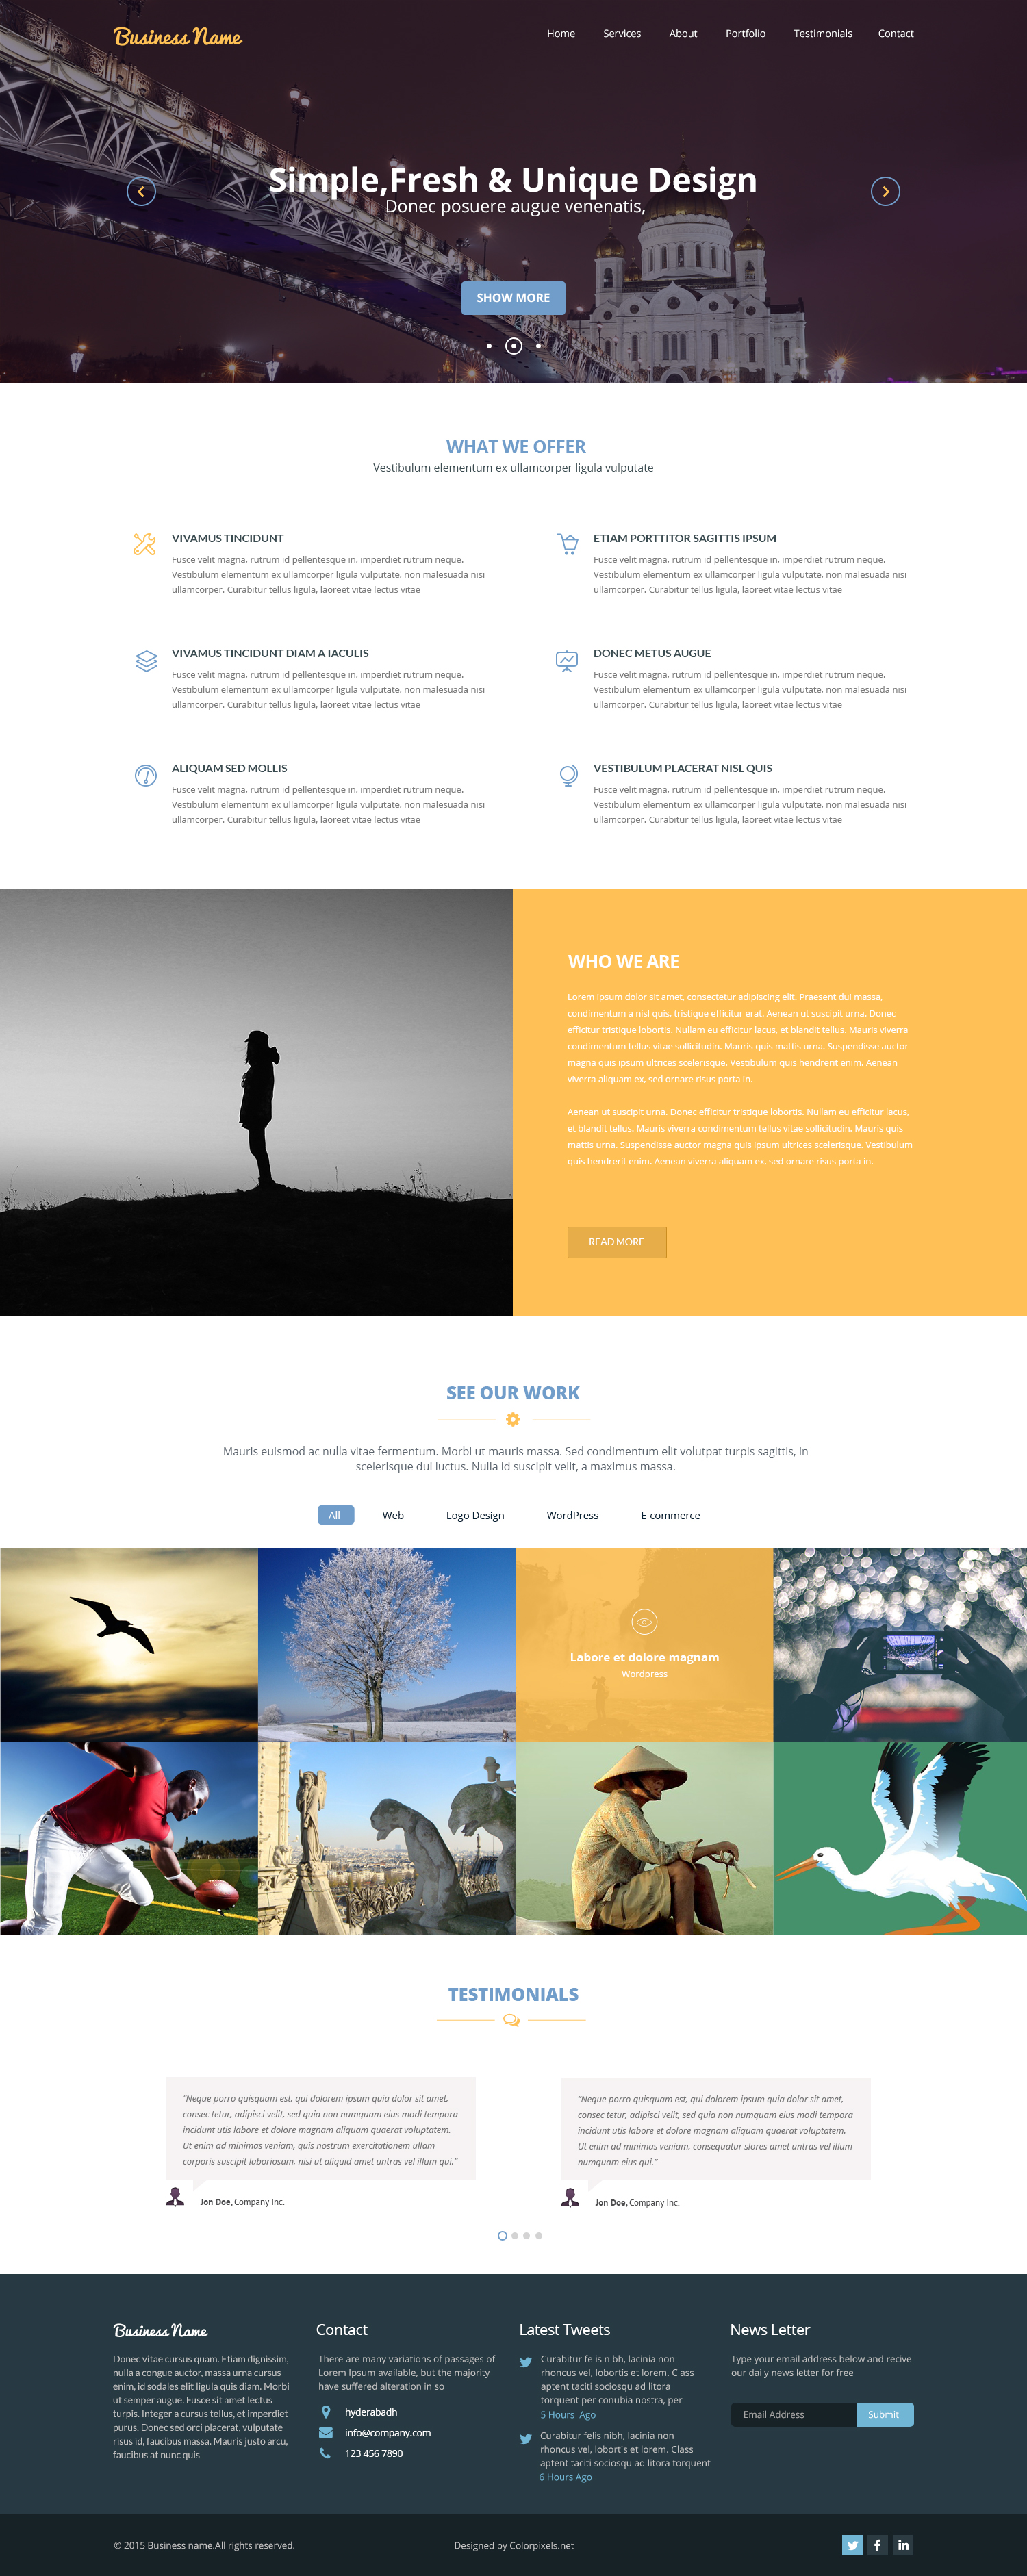 Business Name
Home Services About Portfolio Testimonials Contact
Simple,Fresh & Unique Design
Donec posuere augue venenatis,
SHOW MORE
WHAT WE OFFER
Vestibulum elementum ex ullamcorper ligula vulputate
VIVAMUS TINCIDUNT
Fusce velit magna, rutrum id pellentesque in, imperdiet rutrum neque.
Vestibulum elementum ex ullamcorper ligula vulputate, non malesuada nisi
ullamcorper. Curabitur tellus ligula, laoreet vitae lectus vitae
ETIAM PORTTITOR SAGITTIS IPSUM
Fusce velit magna, rutrum id pellentesque in, imperdiet rutrum neque.
Vestibulum elementum ex ullamcorper ligula vulputate, non malesuada nisi
ullamcorper. Curabitur tellus ligula, laoreet vitae lectus vitae
VIVAMUS TINCIDUNT DIAM A IACULIS
Fusce velit magna, rutrum id pellentesque in, imperdiet rutrum neque.
Vestibulum elementum ex ullamcorper ligula vulputate, non malesuada nisi
ullamcorper. Curabitur tellus ligula, laoreet vitae lectus vitae
DONEC METUS AUGUE
Fusce velit magna, rutrum id pellentesque in, imperdiet rutrum neque.
Vestibulum elementum ex ullamcorper ligula vulputate, non malesuada nisi
ullamcorper. Curabitur tellus ligula, laoreet vitae lectus vitae
ALIQUAM SED MOLLIS
Fusce velit magna, rutrum id pellentesque in, imperdiet rutrum neque.
Vestibulum elementum ex ullamcorper ligula vulputate, non malesuada nisi
ullamcorper. Curabitur tellus ligula, laoreet vitae lectus vitae
VESTIBULUM PLACERAT NISL QUIS
Fusce velit magna, rutrum id pellentesque in, imperdiet rutrum neque.
Vestibulum elementum ex ullamcorper ligula vulputate, non malesuada nisi
ullamcorper. Curabitur tellus ligula, laoreet vitae lectus vitae
WHO WE ARE
Lorem ipsum dolor sit amet, consectetur adipiscing elit. Praesent dui massa,
condimentum a nisl quis, tristique efficitur erat. Aenean ut suscipit urna. Donec
efficitur tristique lobortis. Nullam eu efficitur lacus, et blandit tellus. Mauris viverra
condimentum tellus vitae sollicitudin. Mauris quis mattis urna. Suspendisse auctor
magna quis ipsum ultrices scelerisque. Vestibulum quis hendrerit enim. Aenean
viverra aliquam ex, sed ornare risus porta in.
Aenean ut suscipit urna. Donec efficitur tristique lobortis. Nullam eu efficitur lacus,
et blandit tellus. Mauris viverra condimentum tellus vitae sollicitudin. Mauris quis
mattis urna. Suspendisse auctor magna quis ipsum ultrices scelerisque. Vestibulum
quis hendrerit enim. Aenean viverra aliquam ex, sed ornare risus porta in.
READ MORE
SEE OUR WORK
Mauris euismod ac nulla vitae fermentum. Morbi ut mauris massa. Sed condimentum elit volutpat turpis sagittis, in
scelerisque dui luctus. Nulla id suscipit velit, a maximus massa.
All Web Logo Design WordPress E-commerce
Labore et dolore magnam
Wordpress
TESTIMONIALS
“Neque porro quisquam est, qui dolorem ipsum quia dolor sit amet,
consec tetur, adipisci velit, sed quia non numquam eius modi tempora
incidunt utis labore et dolore magnam aliquam quaerat voluptatem.
Ut enim ad minimas veniam, quis nostrum exercitationem ullam
corporis suscipit laboriosam, nisi ut aliquid amet untras vel illum qui.”
Jon Doe, Company Inc.
“Neque porro quisquam est, qui dolorem ipsum quia dolor sit amet,
consec tetur, adipisci velit, sed quia non numquam eius modi tempora
incidunt utis labore et dolore magnam aliquam quaerat voluptatem.
Ut enim ad minimas veniam, consequatur slores amet untras vel illum
numquam eius qui.”
Jon Doe, Company Inc.
Business Name
Donec vitae cursus quam. Etiam dignissim,
nulla a congue auctor, massa urna cursus
enim, id sodales elit ligula quis diam. Morbi
ut semper augue. Fusce sit amet lectus
turpis. Integer a cursus tellus, et imperdiet
purus. Donec sed orci placerat, vulputate
risus id, faucibus massa. Mauris justo arcu,
faucibus at nunc quis
Contact
There are many variations of passages of
Lorem Ipsum available, but the majority
have suffered alteration in so
hyderabadh
info@company.com
123 456 7890
Latest Tweets
Curabitur felis nibh, lacinia non
rhoncus vel, lobortis et lorem. Class
aptent taciti sociosqu ad litora
torquent per conubia nostra, per
5 Hours Ago
Curabitur felis nibh, lacinia non
rhoncus vel, lobortis et lorem. Class
aptent taciti sociosqu ad litora torquent
6 Hours Ago
News Letter
Type your email address below and recive
our daily news letter for free
Email Address Submit
© 2015 Business name.All rights reserved.
Designed by Colorpixels.net